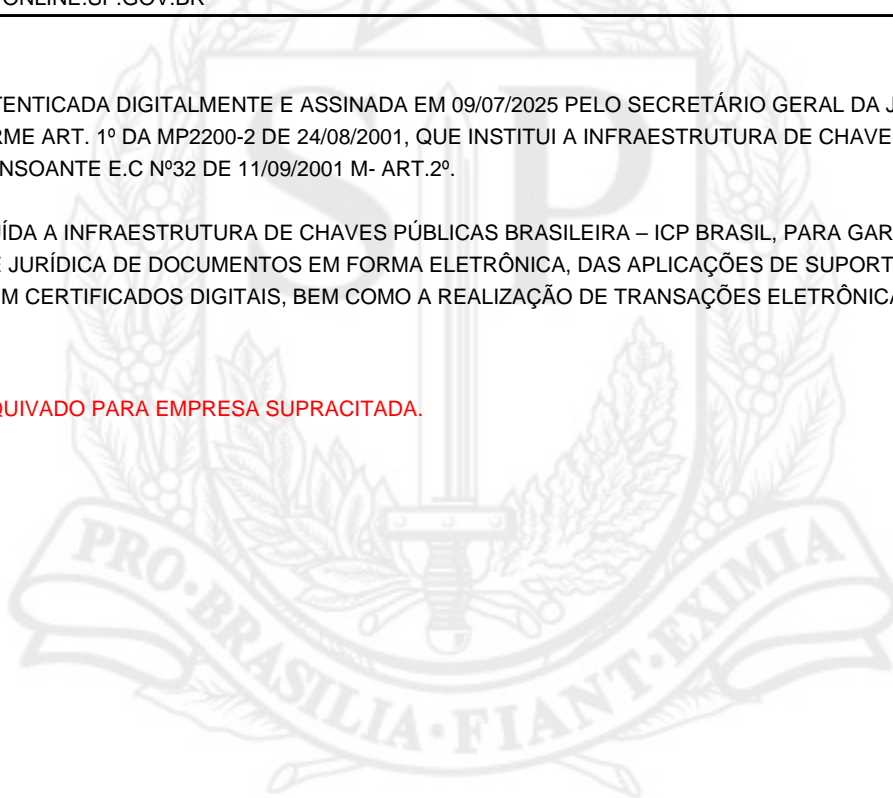 ONLINE.SP.GOV.BR
TENTICADA DIGITALMENTE E ASSINADA EM 09/07/2025 PELO SECRETÁRIO GERAL DA J
RME ART. 1º DA MP2200-2 DE 24/08/2001, QUE INSTITUI A INFRAESTRUTURA DE CHAVE
NSOANTE E.C Nº32 DE 11/09/2001 M- ART.2º.
ÍDA A INFRAESTRUTURA DE CHAVES PÚBLICAS BRASILEIRA – ICP BRASIL, PARA GAR
E JURÍDICA DE DOCUMENTOS EM FORMA ELETRÔNICA, DAS APLICAÇÕES DE SUPORT
M CERTIFICADOS DIGITAIS, BEM COMO A REALIZAÇÃO DE TRANSAÇÕES ELETRÔNICA
QUIVADO PARA EMPRESA SUPRACITADA.
SP
PRO·BRASILIA·FIANT·EXIMIA